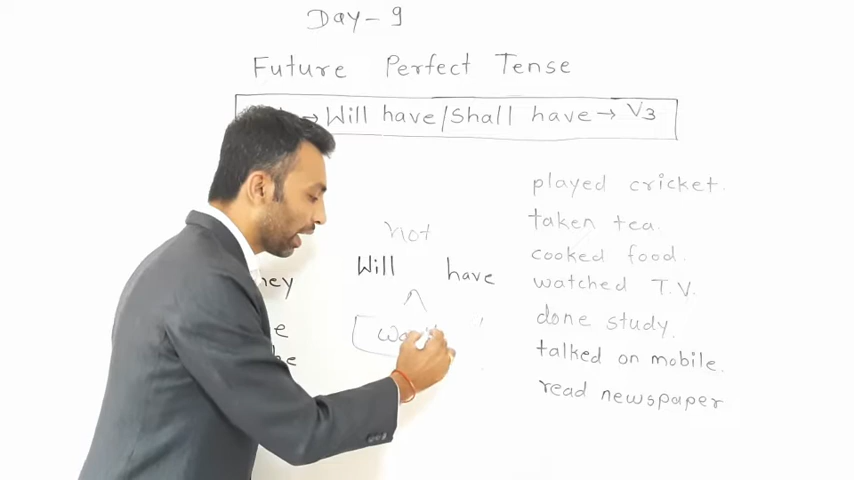 Day - 9
Future Perfect Tense
→ Will have/Shall have → V3
played cricket.
not taken tea.
cooked food.
Will have
watched T.V.
done study.
talked on mobile.
read newspaper